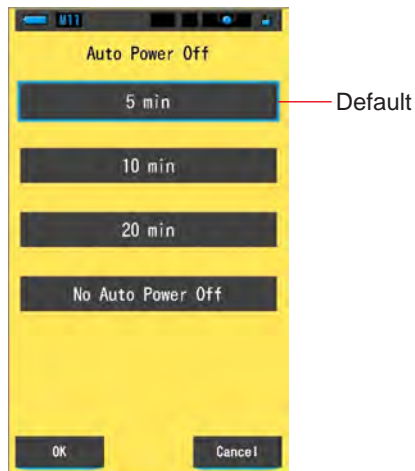 M11
Auto Power Off
5 min
Default
10 min
20 min
No Auto Power Off
OK
Cancel